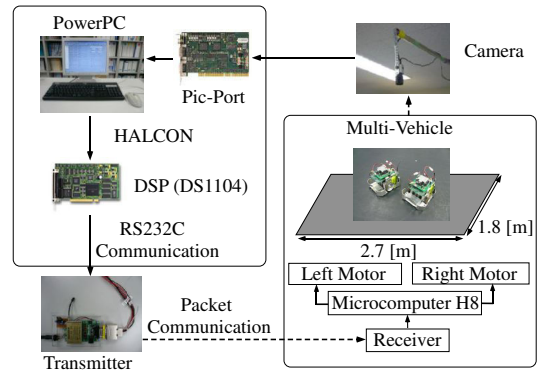 PowerPC
Pic-Port
Camera
HALCON
DSP (DS1104)
RS232C
Communication
Transmitter
Packet
Communication
Multi-Vehicle
1.8 [m]
2.7 [m]
Left Motor
Right Motor
Microcomputer H8
Receiver